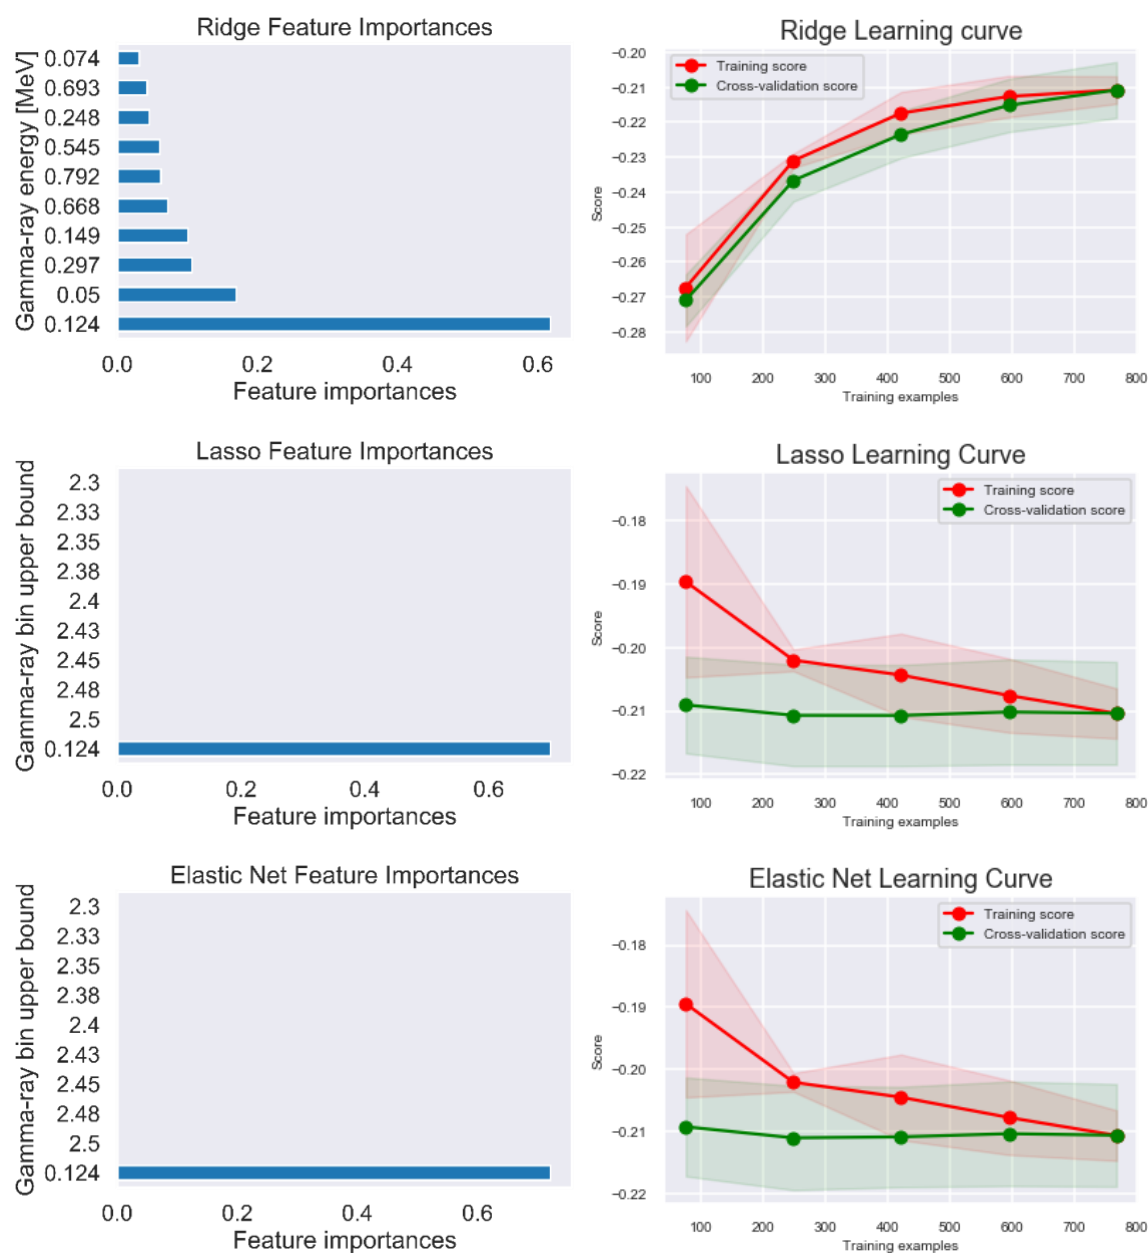 Ridge Feature Importances
Gamma-ray energy [MeV]
0.074
0.693
0.248
0.545
0.792
0.668
0.149
0.297
0.05
0.124
0.0 0.2 0.4 0.6
Feature importances
Ridge Learning curve
Training score
Cross-validation score
Score
−0.20
−0.21
−0.22
−0.23
−0.24
−0.25
−0.26
−0.27
−0.28
100 200 300 400 500 600 700 800
Training examples
Lasso Feature Importances
Gamma-ray bin upper bound
2.3
2.33
2.35
2.38
2.4
2.43
2.45
2.48
2.5
0.124
0.0 0.2 0.4 0.6
Feature importances
Lasso Learning Curve
Training score
Cross-validation score
Score
−0.18
−0.19
−0.20
−0.21
−0.22
100 200 300 400 500 600 700 800
Training examples
Elastic Net Feature Importances
Gamma-ray bin upper bound
2.3
2.33
2.35
2.38
2.4
2.43
2.45
2.48
2.5
0.124
0.0 0.2 0.4 0.6
Feature importances
Elastic Net Learning Curve
Training score
Cross-validation score
Score
−0.18
−0.19
−0.20
−0.21
−0.22
100 200 300 400 500 600 700 800
Training examples